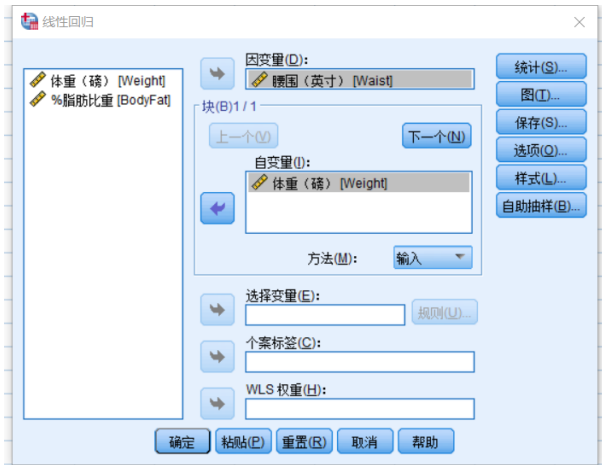 线性回归
体重（磅） [Weight]
%脂肪比重 [BodyFat]
因变量(D):
腰围（英寸） [Waist]
块(B)1 / 1
上一个(V)
下一个(N)
自变量(I):
体重（磅） [Weight]
方法(M):
输入
选择变量(E):
规则(U)...
个案标签(C):
WLS 权重(H):
统计(S)...
图(T)...
保存(S)...
选项(O)...
样式(L)...
自助抽样(B)...
确定
粘贴(P)
重置(R)
取消
帮助